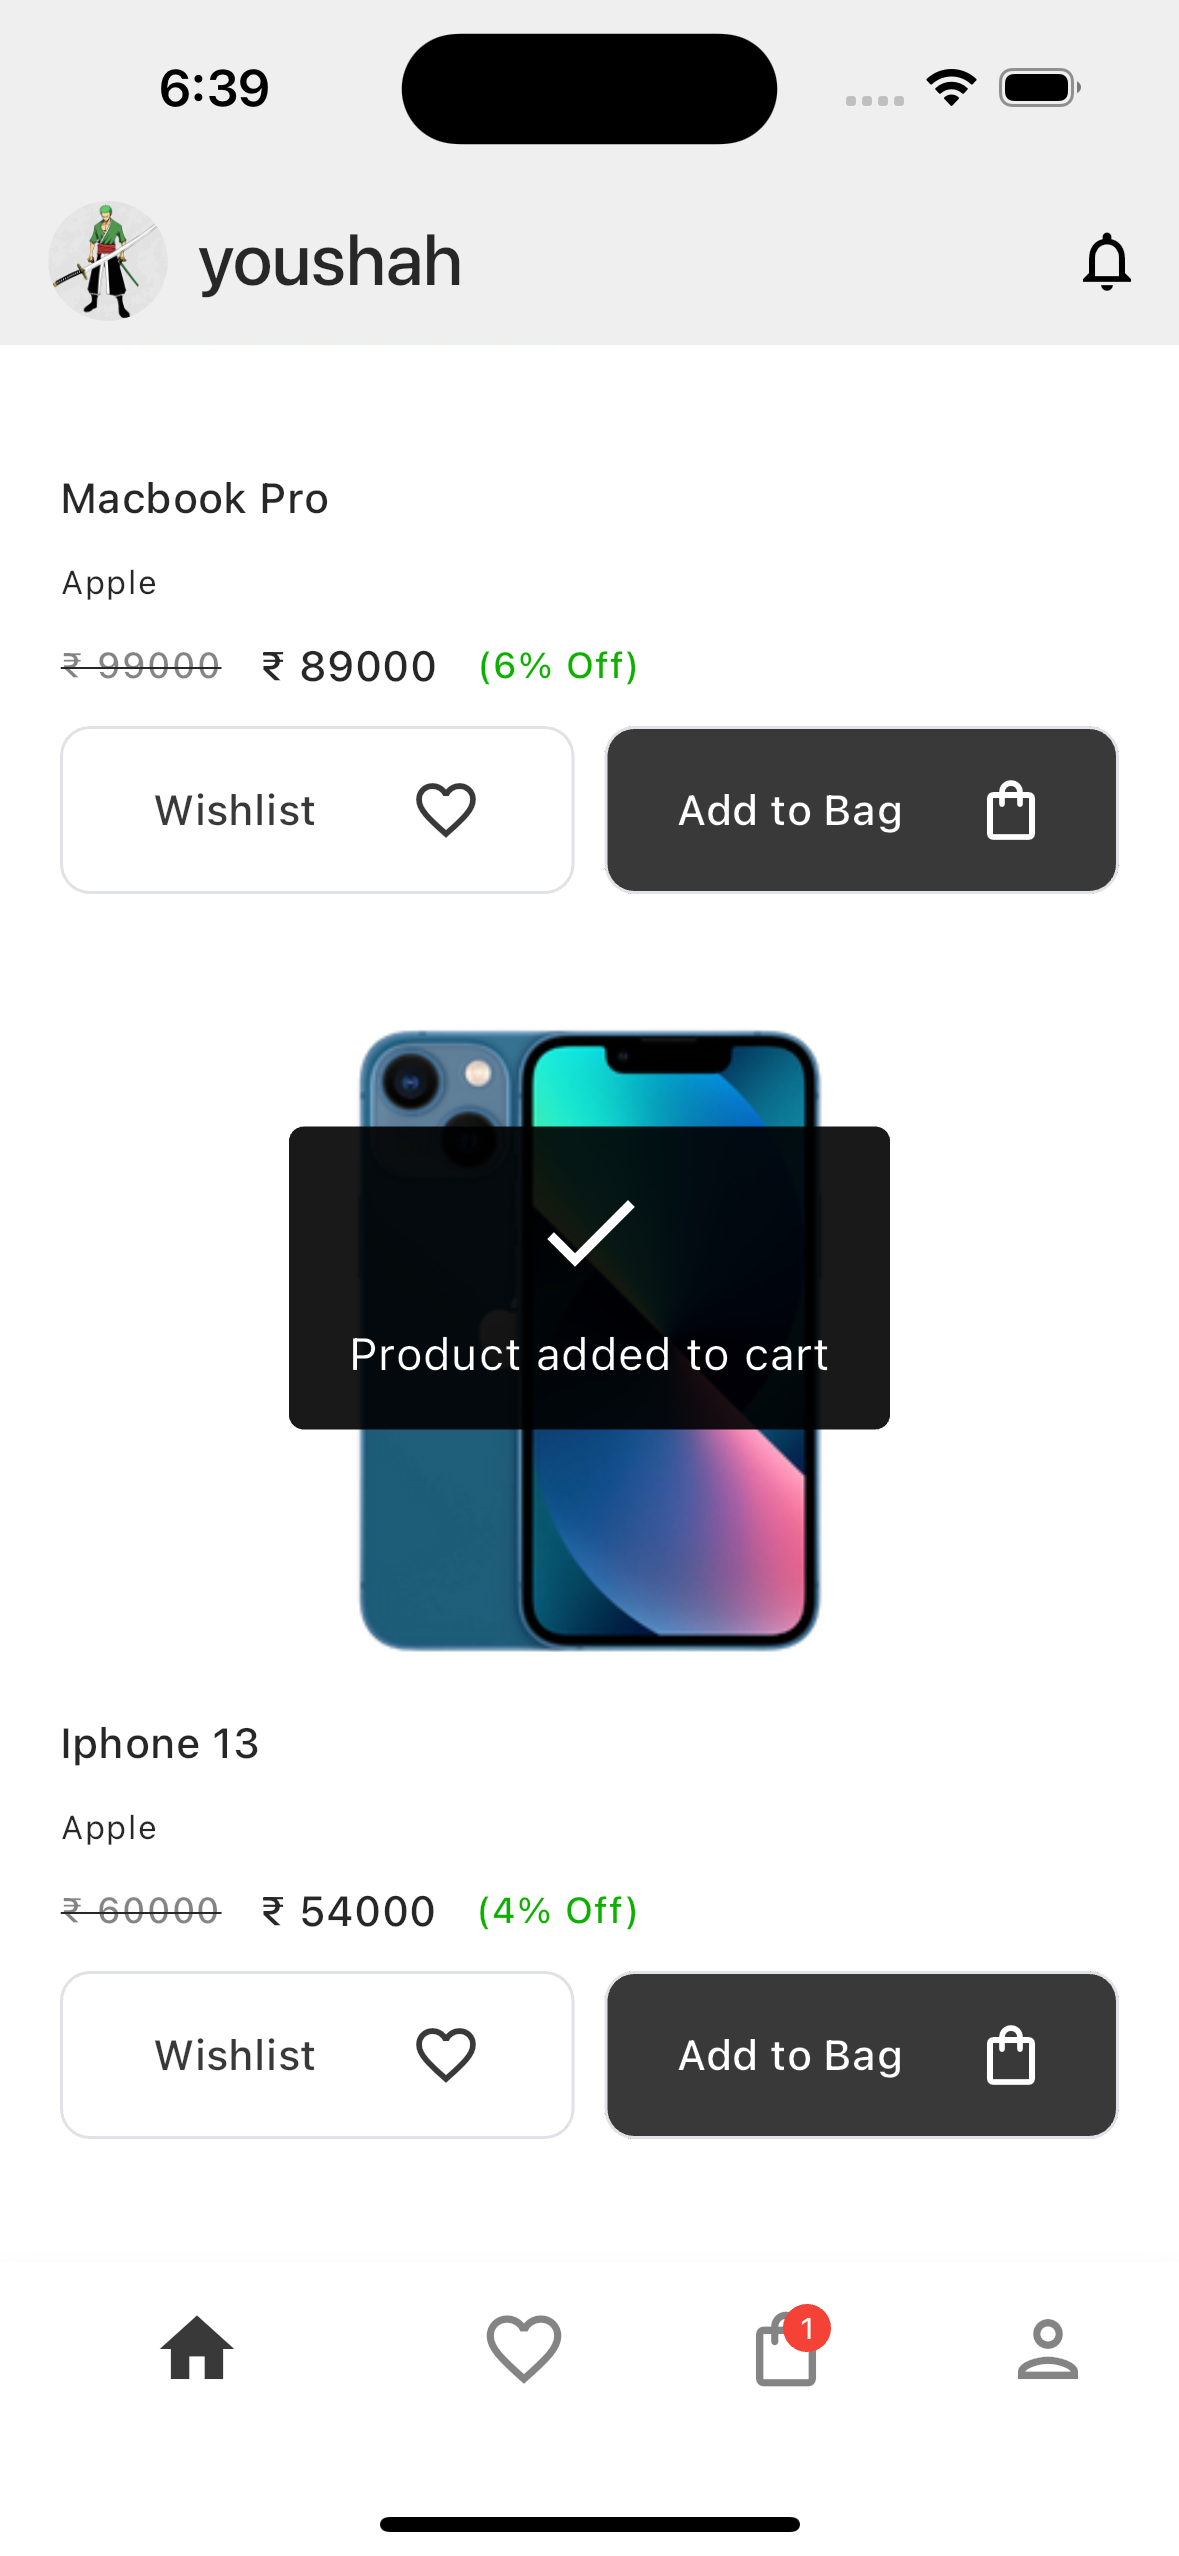 6:39
youshah
Macbook Pro
Apple
₹ 99000 ₹ 89000 (6% Off)
Wishlist Add to Bag
Product added to cart
Iphone 13
Apple
₹ 60000 ₹ 54000 (4% Off)
Wishlist Add to Bag
1